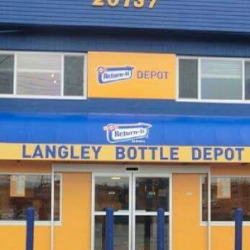 20137
Return-It DEPOT
Return-It
LANGLEY BOTTLE DEPOT